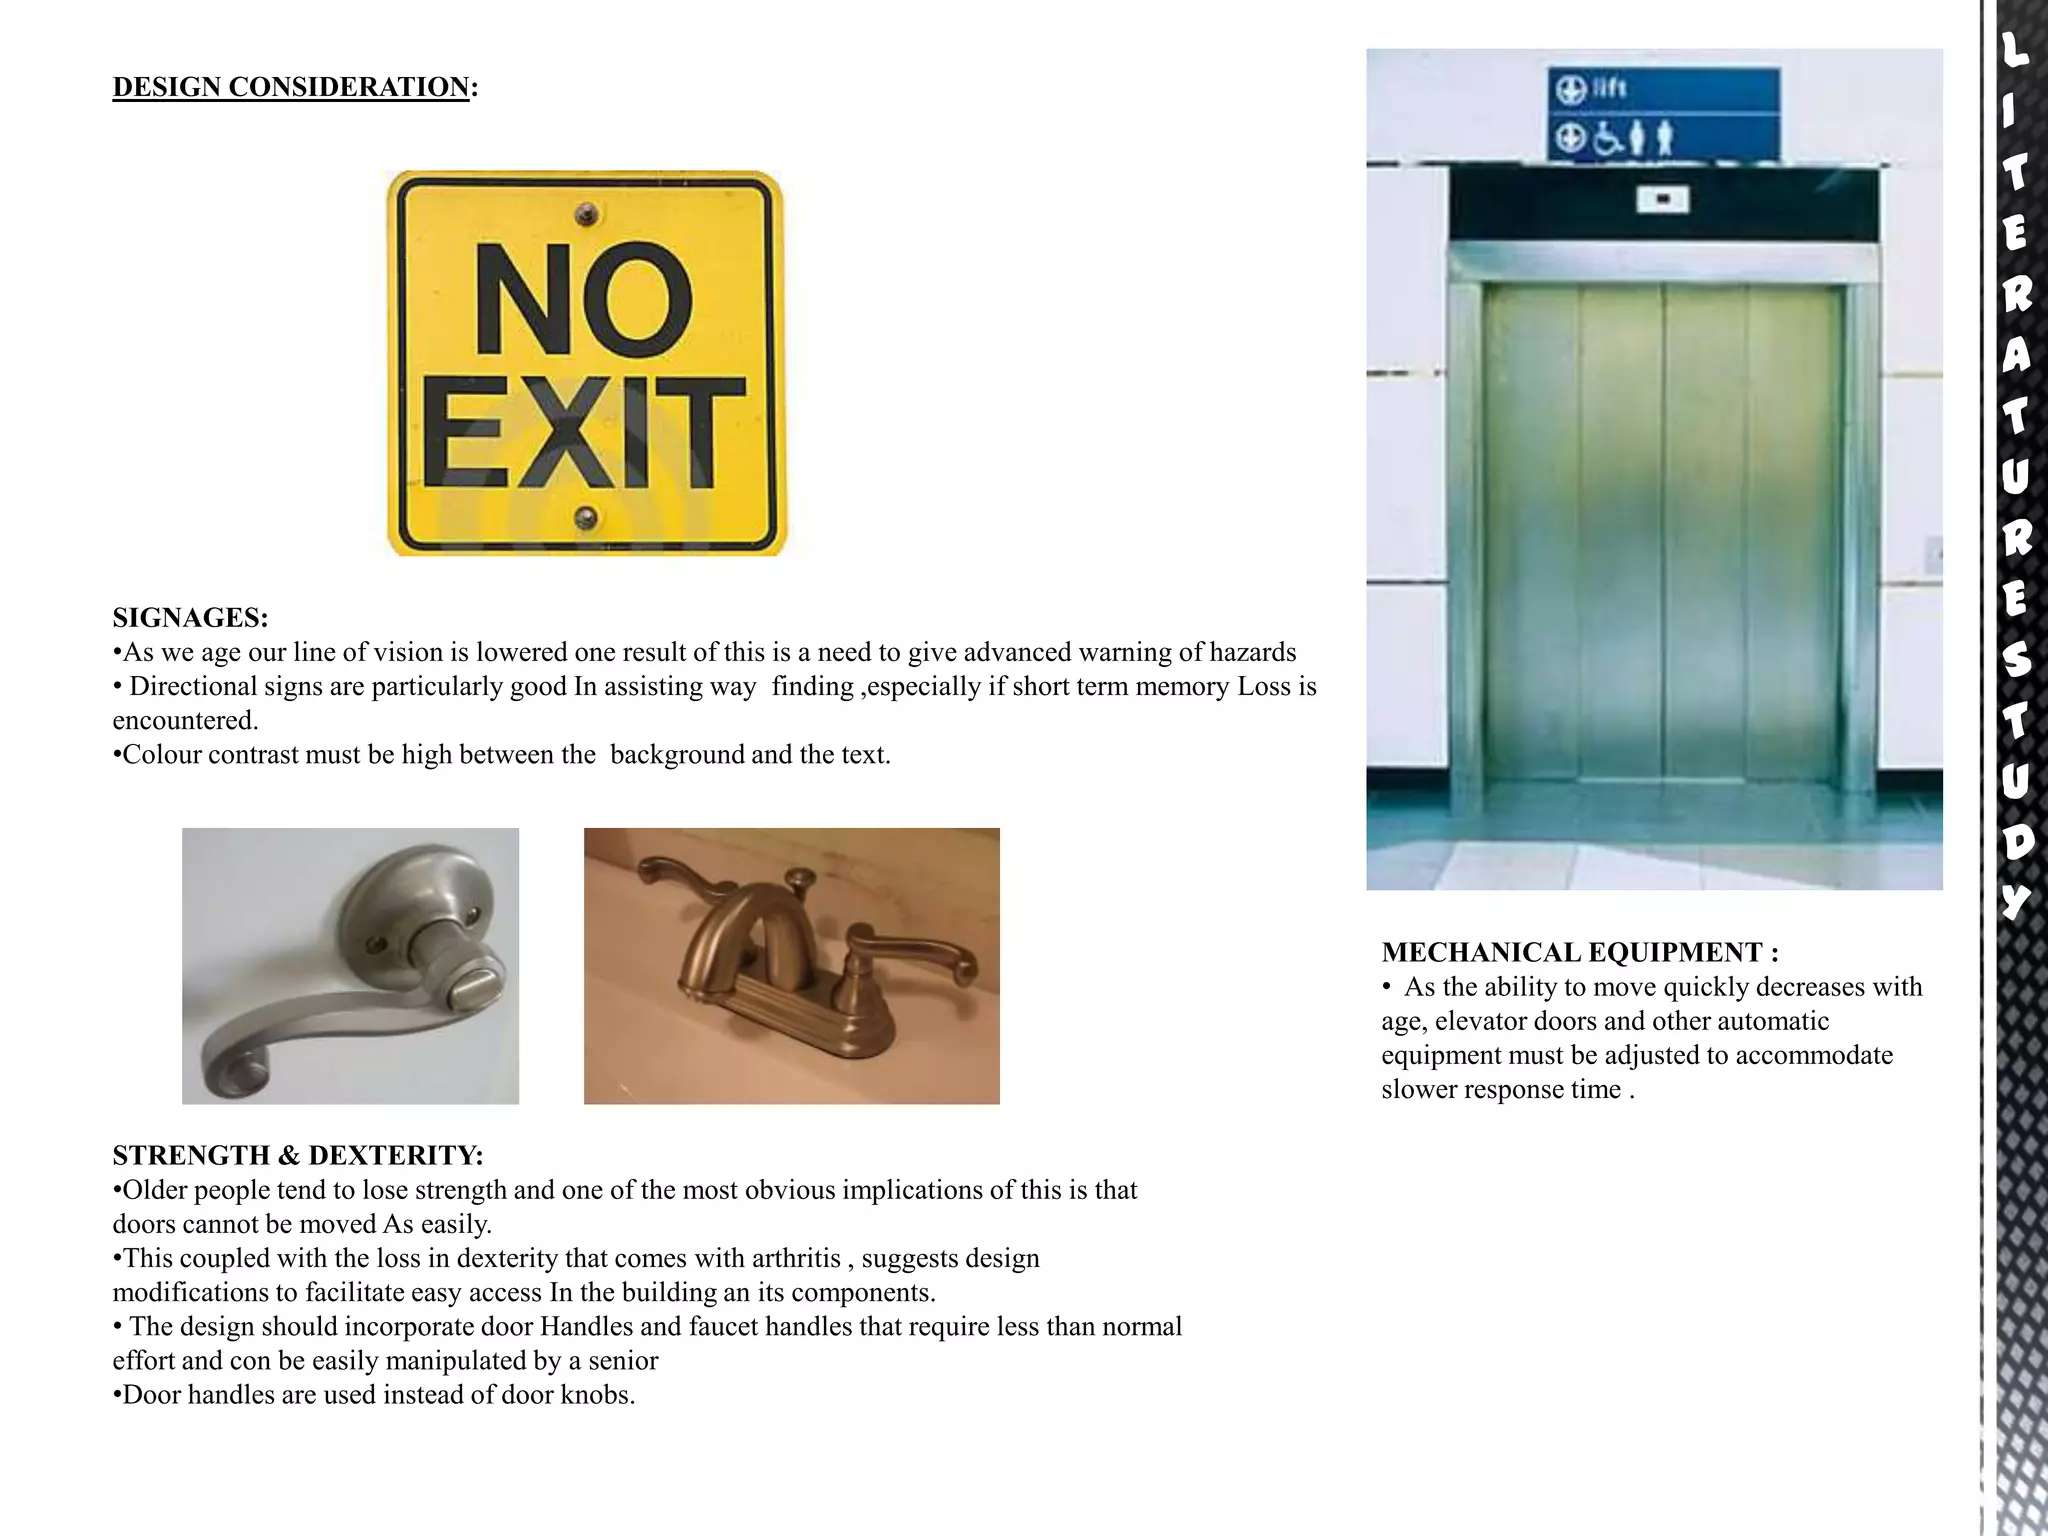 DESIGN CONSIDERATION:
NO
EXIT
SIGNAGES:
•As we age our line of vision is lowered one result of this is a need to give advanced warning of hazards
• Directional signs are particularly good In assisting way  finding ,especially if short term memory Loss is
encountered.
•Colour contrast must be high between the  background and the text.
STRENGTH & DEXTERITY:
•Older people tend to lose strength and one of the most obvious implications of this is that
doors cannot be moved As easily.
•This coupled with the loss in dexterity that comes with arthritis , suggests design
modifications to facilitate easy access In the building an its components.
• The design should incorporate door Handles and faucet handles that require less than normal
effort and con be easily manipulated by a senior
•Door handles are used instead of door knobs.
lift
MECHANICAL EQUIPMENT :
•  As the ability to move quickly decreases with
age, elevator doors and other automatic
equipment must be adjusted to accommodate
slower response time .
LITERATURESTUDY